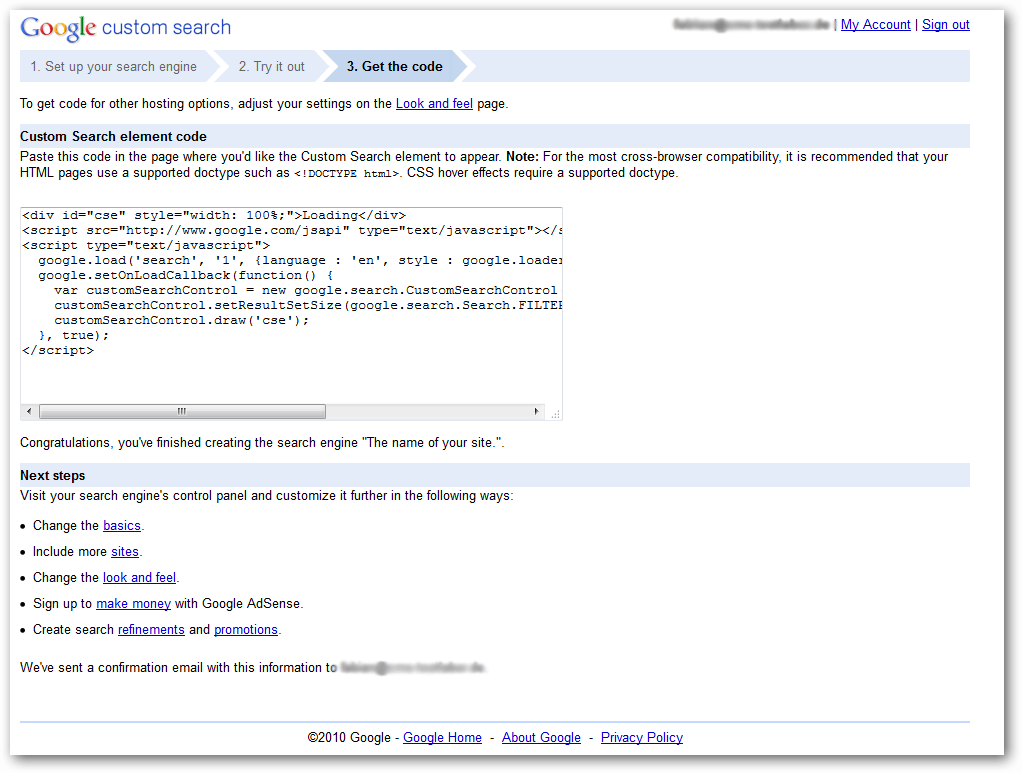 Google custom search
| My Account | Sign out
1. Set up your search engine 2. Try it out 3. Get the code
To get code for other hosting options, adjust your settings on the Look and feel page.
Custom Search element code
Paste this code in the page where you'd like the Custom Search element to appear. Note: For the most cross-browser compatibility, it is recommended that your
HTML pages use a supported doctype such as <!DOCTYPE html>. CSS hover effects require a supported doctype.
<div id="cse" style="width: 100%;">Loading</div>
<script src="http://www.google.com/jsapi" type="text/javascript"></s
<script type="text/javascript">
google.load('search', '1', {language : 'en', style : google.loader
google.setOnLoadCallback(function() {
var customSearchControl = new google.search.CustomSearchControl
customSearchControl.setResultSetSize(google.search.Search.FILTER
customSearchControl.draw('cse');
}, true);
</script>
Congratulations, you've finished creating the search engine "The name of your site.".
Next steps
Visit your search engine's control panel and customize it further in the following ways:
• Change the basics.
• Include more sites.
• Change the look and feel.
• Sign up to make money with Google AdSense.
• Create search refinements and promotions.
We've sent a confirmation email with this information to
©2010 Google - Google Home - About Google - Privacy Policy